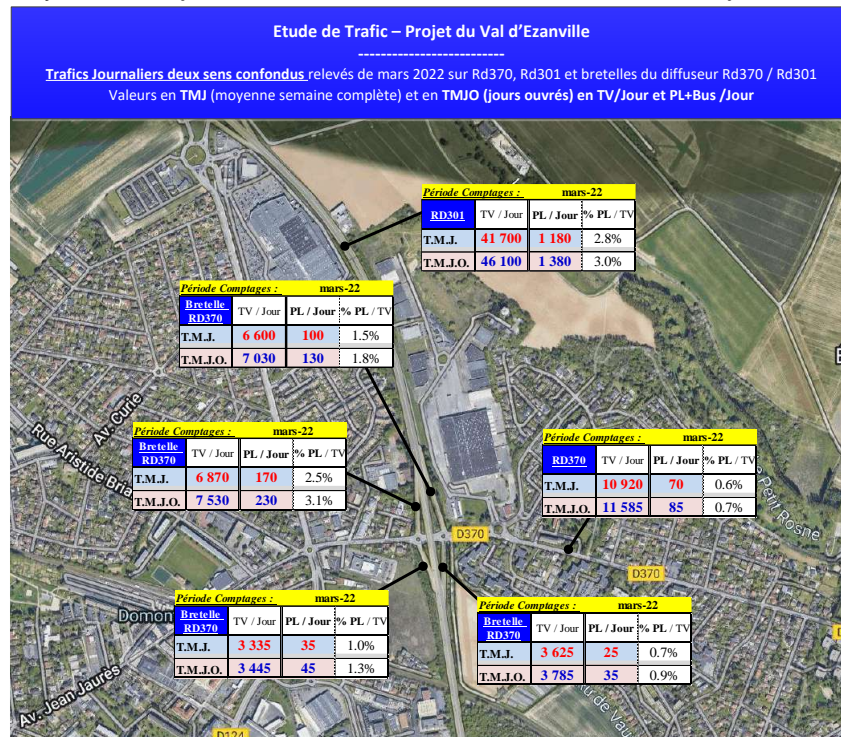 Etude de Trafic – Projet du Val d'Ezanville
--------------------------
Trafics Journaliers deux sens confondus relevés de mars 2022 sur Rd370, Rd301 et bretelles du diffuseur Rd370 / Rd301
Valeurs en TMJ (moyenne semaine complète) et en TMJO (jours ouvrés) en TV/Jour et PL+Bus /Jour
Période Comptages : mars-22
RD301 TV / Jour PL / Jour % PL / TV
T.M.J. 41 700 1 180 2.8%
T.M.J.O. 46 100 1 380 3.0%
Période Comptages : mars-22
Bretelle RD370 TV / Jour PL / Jour % PL / TV
T.M.J. 6 600 100 1.5%
T.M.J.O. 7 030 130 1.8%
Av. Curie
Rue Aristide Bria
Période Comptages : mars-22
Bretelle RD370 TV / Jour PL / Jour % PL / TV
T.M.J. 6 870 170 2.5%
T.M.J.O. 7 530 230 3.1%
Période Comptages : mars-22
RD370 TV / Jour PL / Jour % PL / TV
T.M.J. 10 920 70 0.6%
T.M.J.O. 11 585 85 0.7%
Petit Rosne
D370
D370
Domon
Période Comptages : mars-22
Bretelle RD370 TV / Jour PL / Jour % PL / TV
T.M.J. 3 335 35 1.0%
T.M.J.O. 3 445 45 1.3%
Période Comptages : mars-22
Bretelle RD370 TV / Jour PL / Jour % PL / TV
T.M.J. 3 625 25 0.7%
T.M.J.O. 3 785 35 0.9%
Av. Jean Jaurès
de Vau
D124